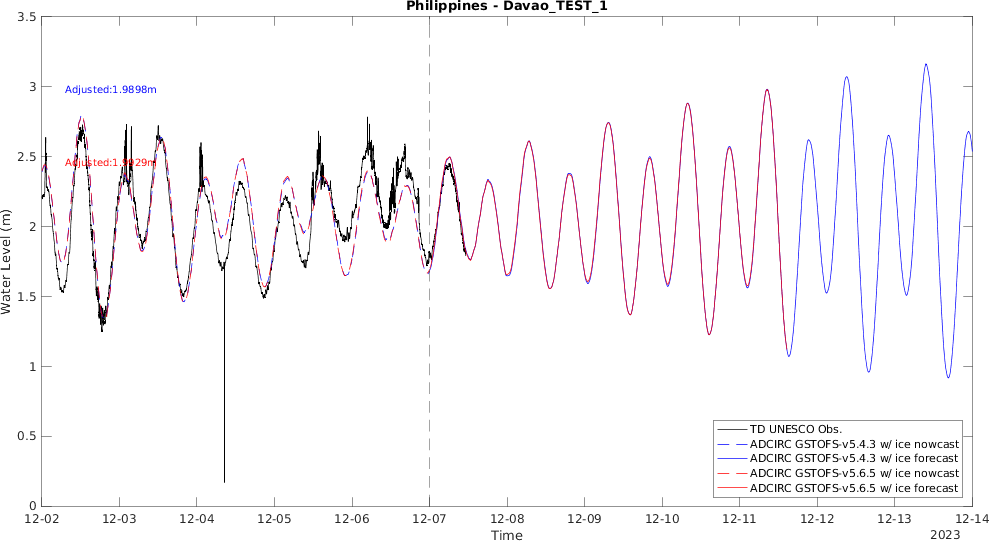 Philippines - Davao_TEST_1
3.5
3
2.5
2
1.5
1
0.5
0
Water Level (m)
Adjusted:1.9898m
Adjusted:1.9929m
TD UNESCO Obs.
ADCIRC GSTOFS-v5.4.3 w/ ice nowcast
ADCIRC GSTOFS-v5.4.3 w/ ice forecast
ADCIRC GSTOFS-v5.6.5 w/ ice nowcast
ADCIRC GSTOFS-v5.6.5 w/ ice forecast
12-02 12-03 12-04 12-05 12-06 12-07 12-08 12-09 12-10 12-11 12-12 12-13 12-14
Time
2023